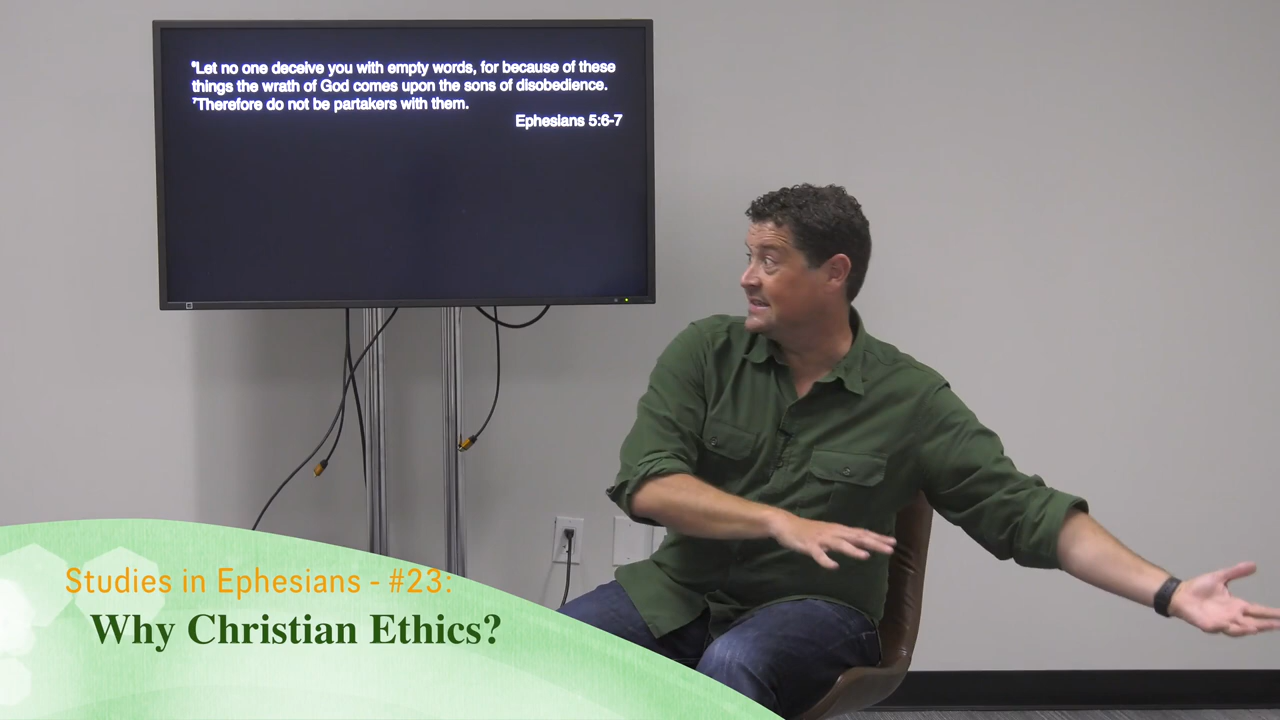 ⁶Let no one deceive you with empty words, for because of these
things the wrath of God comes upon the sons of disobedience.
⁷Therefore do not be partakers with them.
Ephesians 5:6-7
Studies in Ephesians - #23:
Why Christian Ethics?